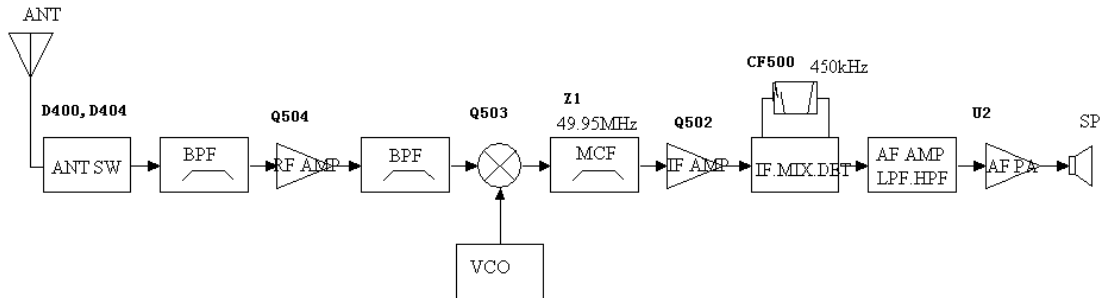 ANT
D400,D404
ANT SW
BPF
Q504
RF AMP
BPF
Q503
VCO
Z1
49.95MHz
MCF
Q502
IF AMP
CF500
450kHz
IF.MIX.DET
AF AMP
LPF.HPF
U2
AF PA
SP